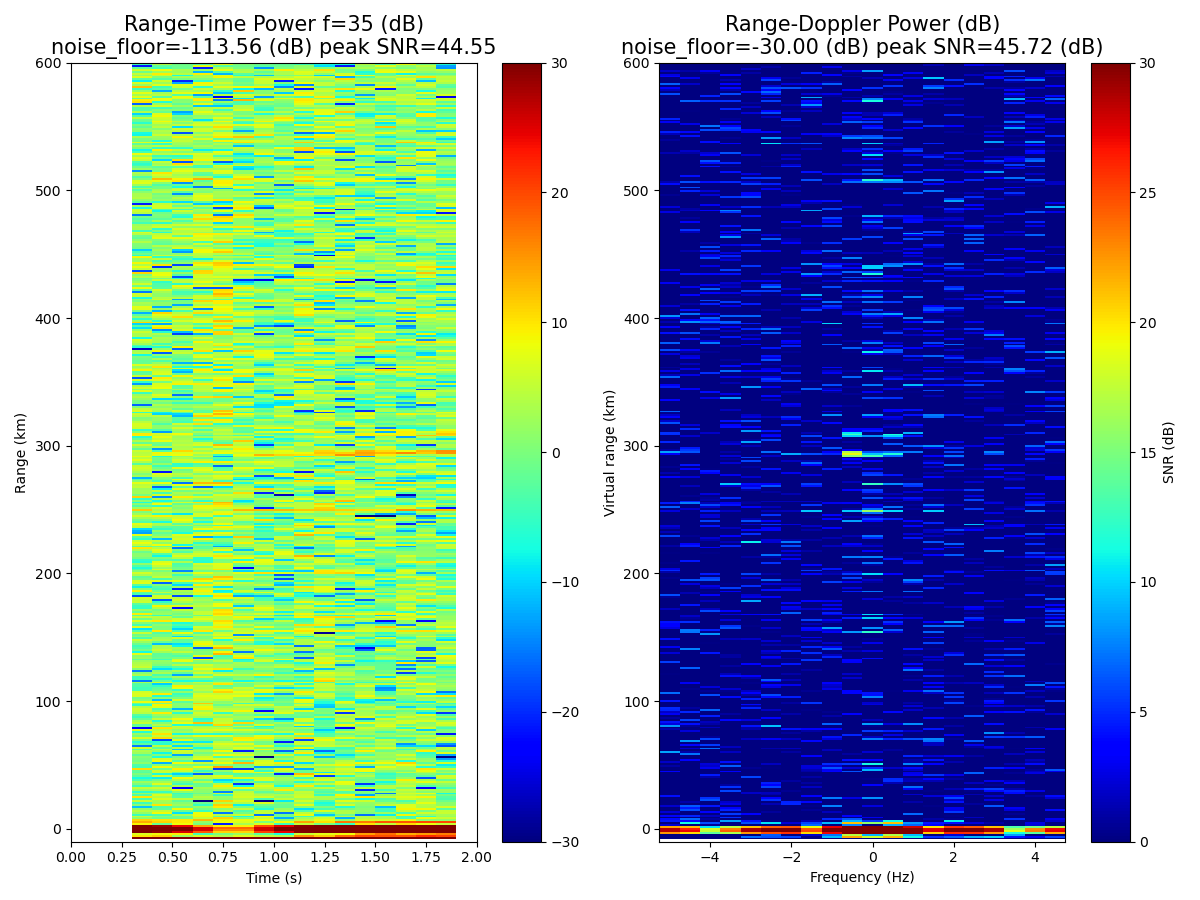 Range-Time Power f=35 (dB)
noise_floor=-113.56 (dB) peak SNR=44.55
Range (km)
600
500
400
300
200
100
0
0.00 0.25 0.50 0.75 1.00 1.25 1.50 1.75 2.00
Time (s)
30
20
10
0
−10
−20
−30
Range-Doppler Power (dB)
noise_floor=-30.00 (dB) peak SNR=45.72 (dB)
Virtual range (km)
600
500
400
300
200
100
0
−4 −2 0 2 4
Frequency (Hz)
30
25
20
15
10
5
0
SNR (dB)